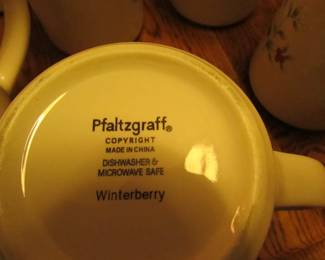 Pfaltzgraff®
COPYRIGHT
MADE IN CHINA
DISHWASHER &
MICROWAVE SAFE
Winterberry